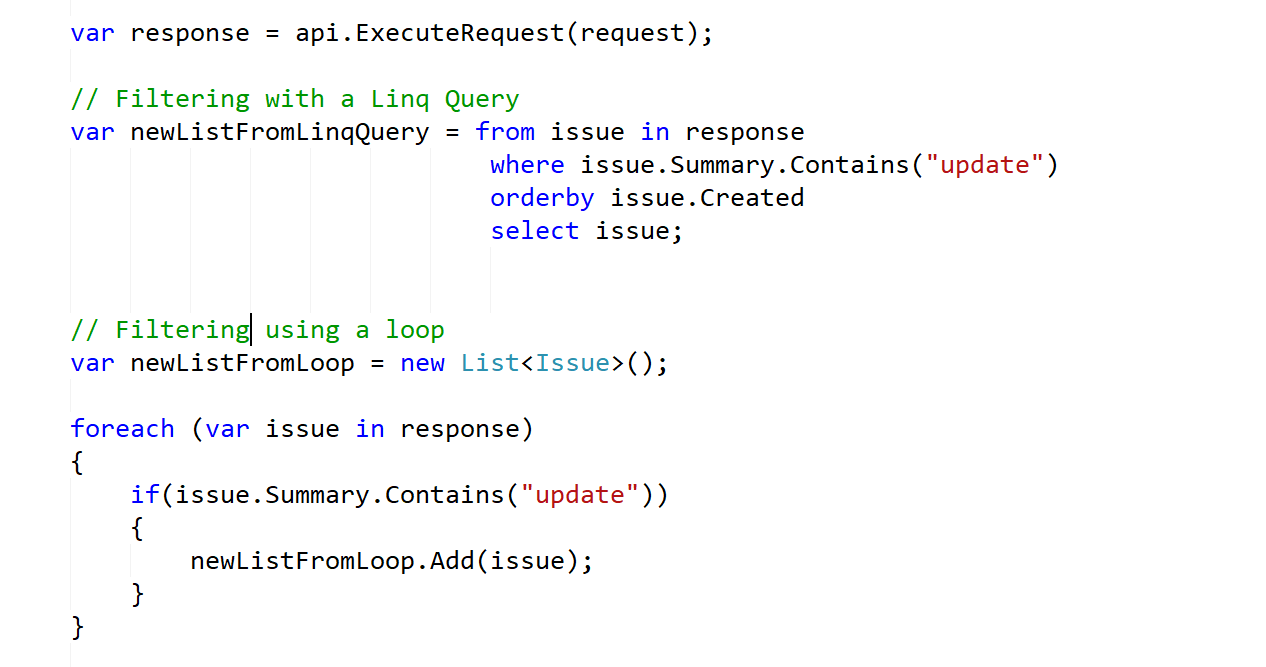 var response = api.ExecuteRequest(request);
// Filtering with a Linq Query
var newListFromLinqQuery = from issue in response
where issue.Summary.Contains("update")
orderby issue.Created
select issue;
// Filtering using a loop
var newListFromLoop = new List<Issue>();
foreach (var issue in response)
{
if(issue.Summary.Contains("update"))
{
newListFromLoop.Add(issue);
}
}